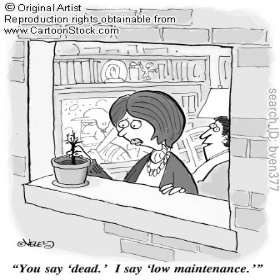 © Original Artist
Reproduction rights obtainable from
www.CartoonStock.com
search ID: bven377
"You say 'dead.' I say 'low maintenance.'"